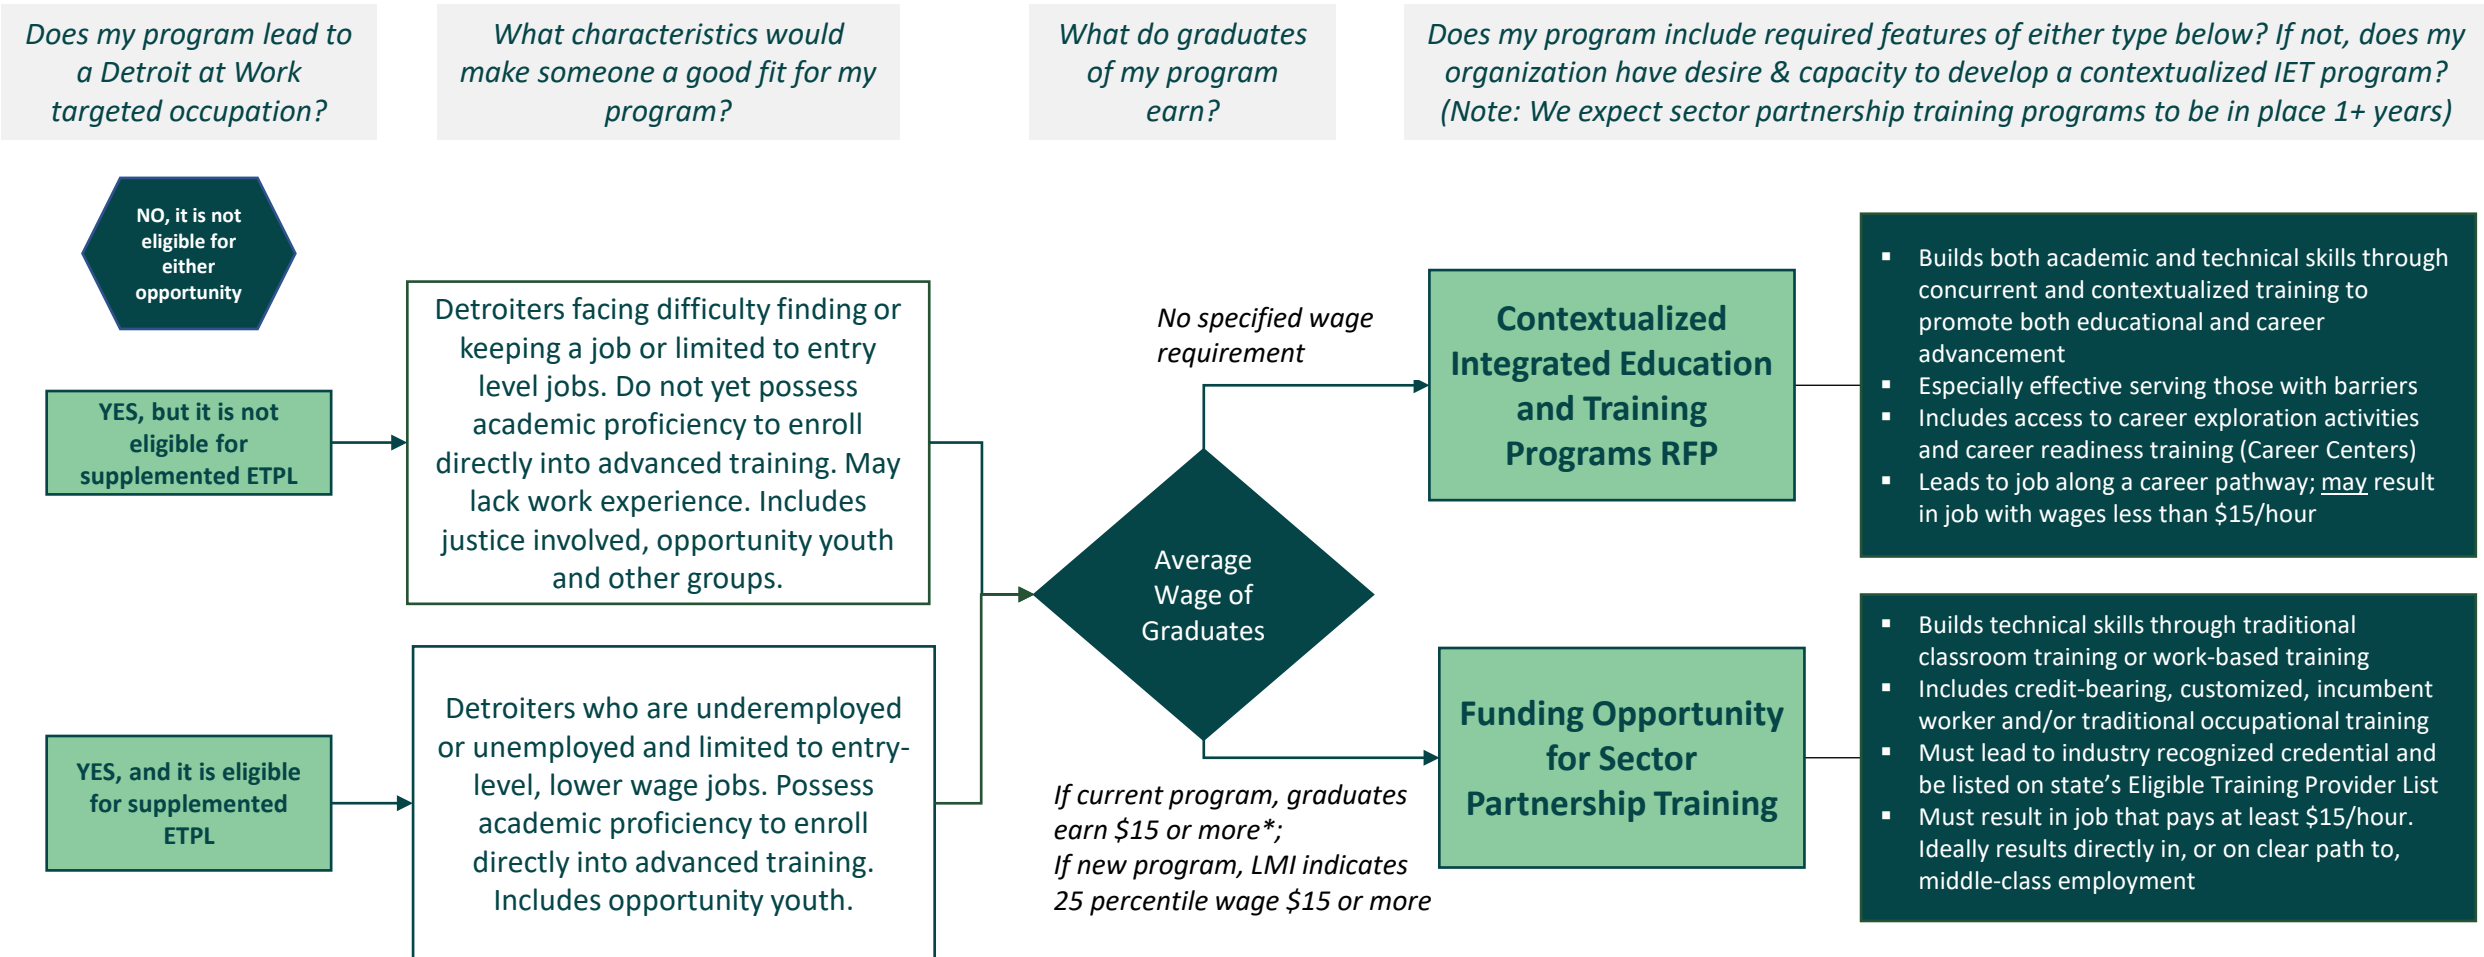 Does my program lead to
a Detroit at Work
targeted occupation?
What characteristics would
make someone a good fit for my
program?
What do graduates
of my program
earn?
Does my program include required features of either type below? If not, does my
organization have desire & capacity to develop a contextualized IET program?
(Note: We expect sector partnership training programs to be in place 1+ years)
NO, it is not
eligible for
either
opportunity
YES, but it is not
eligible for
supplemented ETPL
Detroiters facing difficulty finding or
keeping a job or limited to entry
level jobs. Do not yet possess
academic proficiency to enroll
directly into advanced training. May
lack work experience. Includes
justice involved, opportunity youth
and other groups.
YES, and it is eligible
for supplemented
ETPL
Detroiters who are underemployed
or unemployed and limited to entry-
level, lower wage jobs. Possess
academic proficiency to enroll
directly into advanced training.
Includes opportunity youth.
Average
Wage of
Graduates
No specified wage
requirement
Contextualized
Integrated Education
and Training
Programs RFP
▪ Builds both academic and technical skills through
concurrent and contextualized training to
promote both educational and career
advancement
▪ Especially effective serving those with barriers
▪ Includes access to career exploration activities
and career readiness training (Career Centers)
▪ Leads to job along a career pathway; may result
in job with wages less than $15/hour
If current program, graduates
earn $15 or more*;
If new program, LMI indicates
25 percentile wage $15 or more
Funding Opportunity
for Sector
Partnership Training
▪ Builds technical skills through traditional
classroom training or work-based training
▪ Includes credit-bearing, customized, incumbent
worker and/or traditional occupational training
▪ Must lead to industry recognized credential and
be listed on state’s Eligible Training Provider List
▪ Must result in job that pays at least $15/hour.
Ideally results directly in, or on clear path to,
middle-class employment